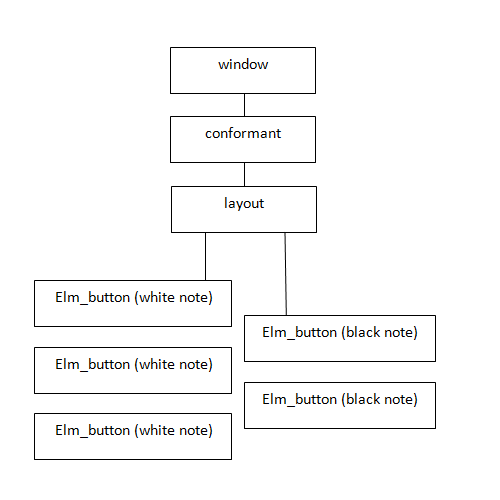 window
conformant
layout
Elm_button (white note)
Elm_button (white note)
Elm_button (white note)
Elm_button (black note)
Elm_button (black note)